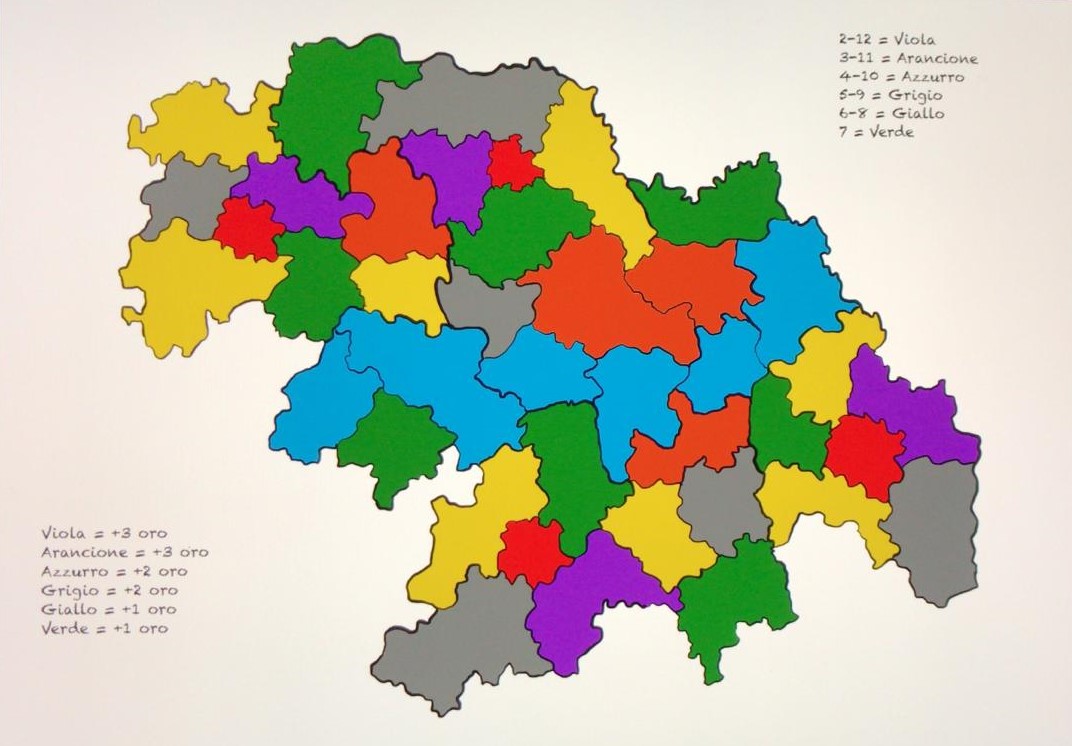 2-12 = Viola
3-11 = Arancione
4-10 = Azzurro
5-9 = Grigio
6-8 = Giallo
7 = Verde
Viola = +3 oro
Arancione = +3 oro
Azzurro = +2 oro
Grigio = +2 oro
Giallo = +1 oro
Verde = +1 oro